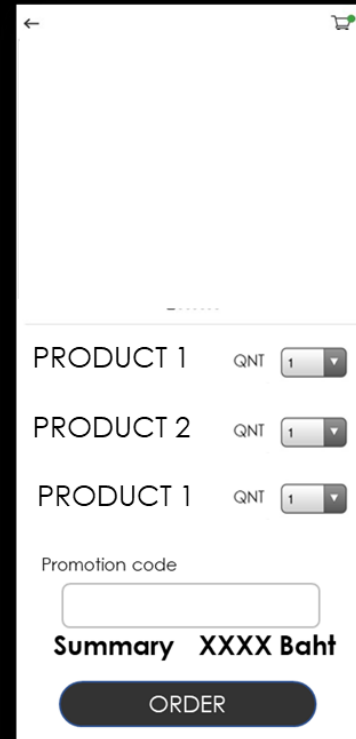 PRODUCT 1 QNT 1
PRODUCT 2 QNT 1
PRODUCT 1 QNT 1
Promotion code
Summary XXXX Baht
ORDER